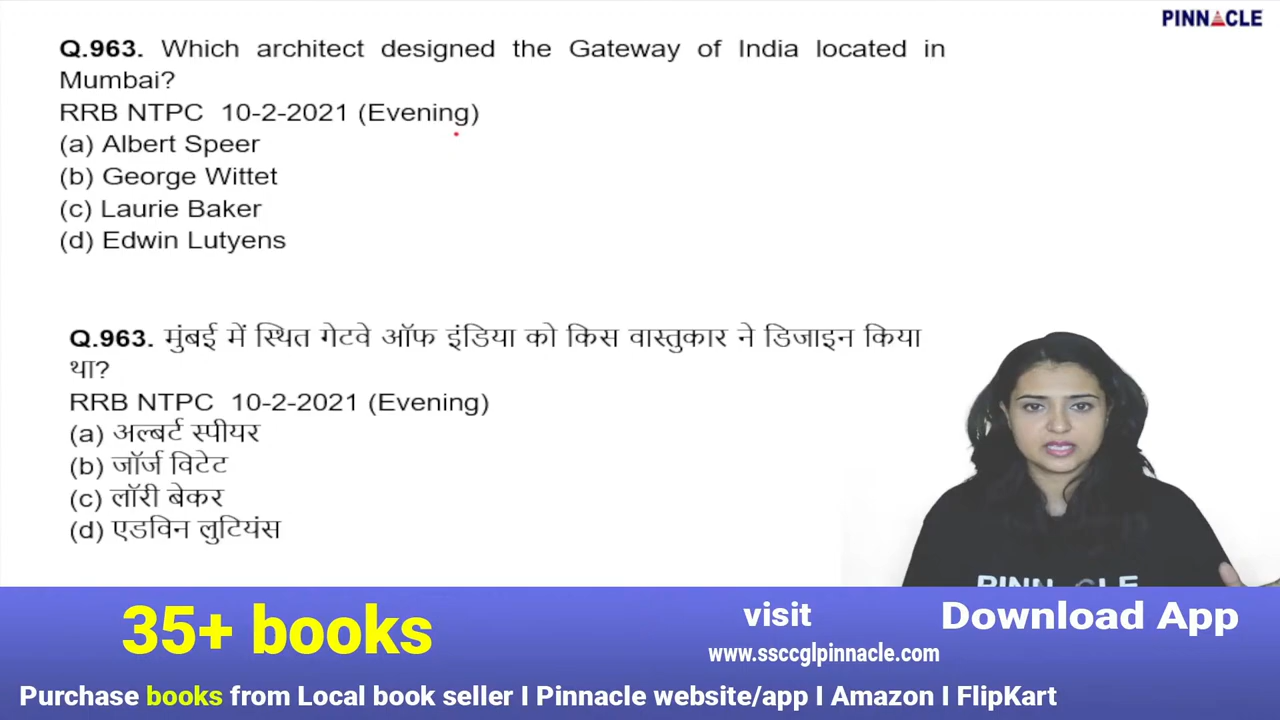 PINNACLE
Q.963. Which architect designed the Gateway of India located in
Mumbai?
RRB NTPC 10-2-2021 (Evening)
(a) Albert Speer
(b) George Wittet
(c) Laurie Baker
(d) Edwin Lutyens
Q.963. मुंबई में स्थित गेटवे ऑफ इंडिया को किस वास्तुकार ने डिजाइन किया
था?
RRB NTPC 10-2-2021 (Evening)
(a) अल्बर्ट स्पीयर
(b) जॉर्ज विटेट
(c) लॉरी बेकर
(d) एडविन लुटियंस
PINNACLE
35+ books
visit
www.ssccglpinnacle.com
Download App
Purchase books from Local book seller I Pinnacle website/app I Amazon I FlipKart